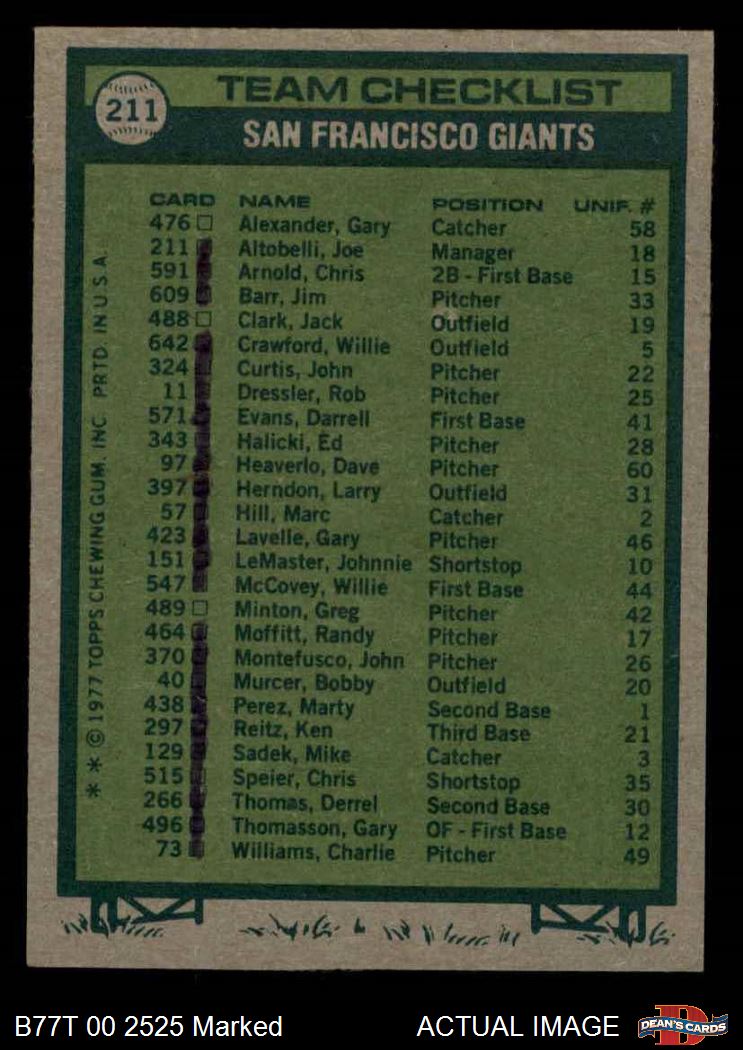 211
TEAM CHECKLIST
SAN FRANCISCO GIANTS
CARD NAME POSITION UNIF. #
476 Alexander, Gary Catcher 58
211 Altobelli, Joe Manager 18
591 Arnold, Chris 2B - First Base 15
609 Barr, Jim Pitcher 33
488 Clark, Jack Outfield 19
642 Crawford, Willie Outfield 5
324 Curtis, John Pitcher 22
11 Dressler, Rob Pitcher 25
571 Evans, Darrell First Base 41
343 Halicki, Ed Pitcher 28
97 Heaverlo, Dave Pitcher 60
397 Herndon, Larry Outfield 31
57 Hill, Marc Catcher 2
423 Lavelle, Gary Pitcher 46
151 LeMaster, Johnnie Shortstop 10
547 McCovey, Willie First Base 44
489 Minton, Greg Pitcher 42
464 Moffitt, Randy Pitcher 17
370 Montefusco, John Pitcher 26
40 Murcer, Bobby Outfield 20
438 Perez, Marty Second Base 1
297 Reitz, Ken Third Base 21
129 Sadek, Mike Catcher 3
515 Speier, Chris Shortstop 35
266 Thomas, Derrel Second Base 30
496 Thomasson, Gary OF - First Base 12
73 Williams, Charlie Pitcher 49
* * © 1977 TOPPS CHEWING GUM, INC. PRTD. IN U.S.A.
B77T 00 2525 Marked
ACTUAL IMAGE
D
DEAN'S CARDS